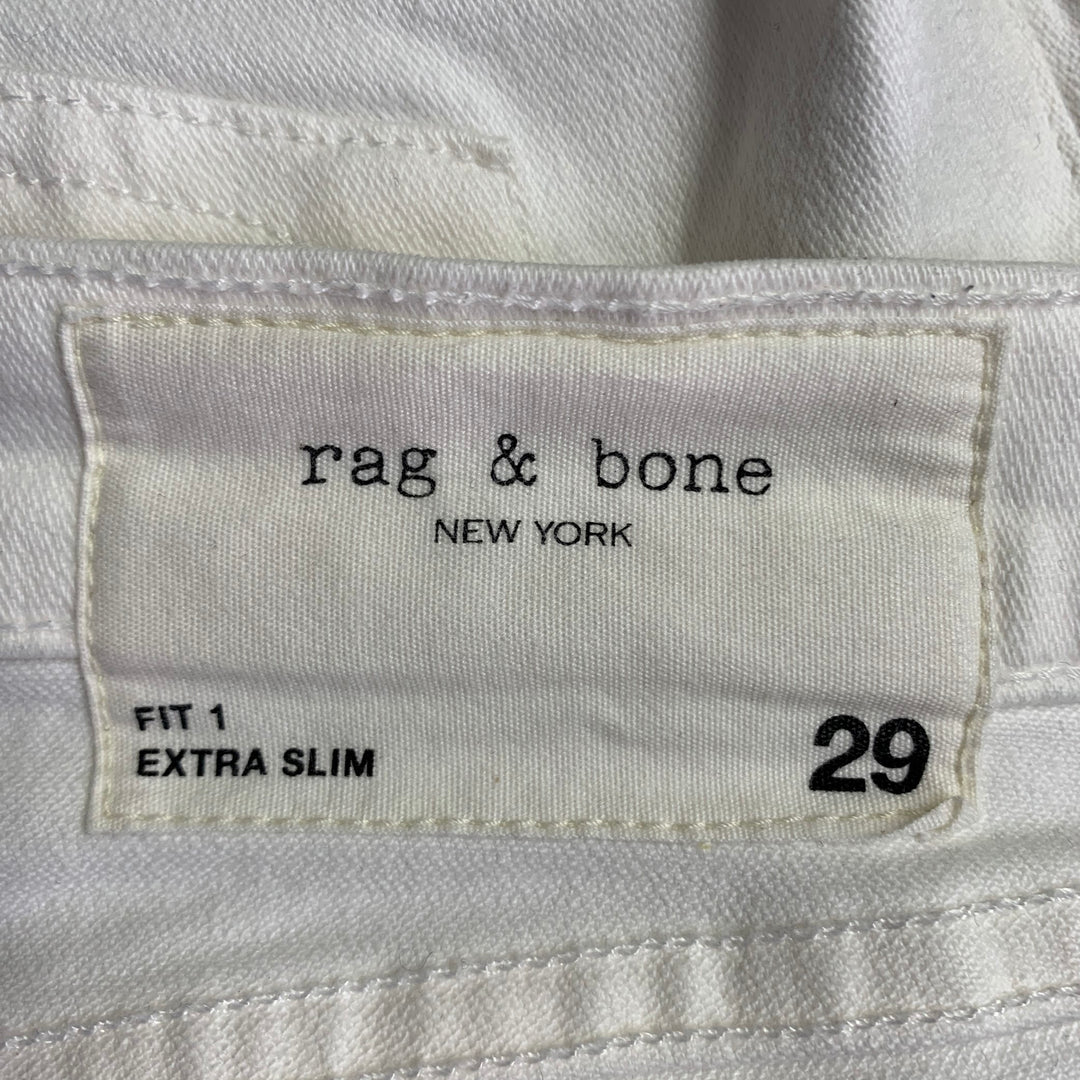 rag & bone
NEW YORK
FIT 1
EXTRA SLIM
29